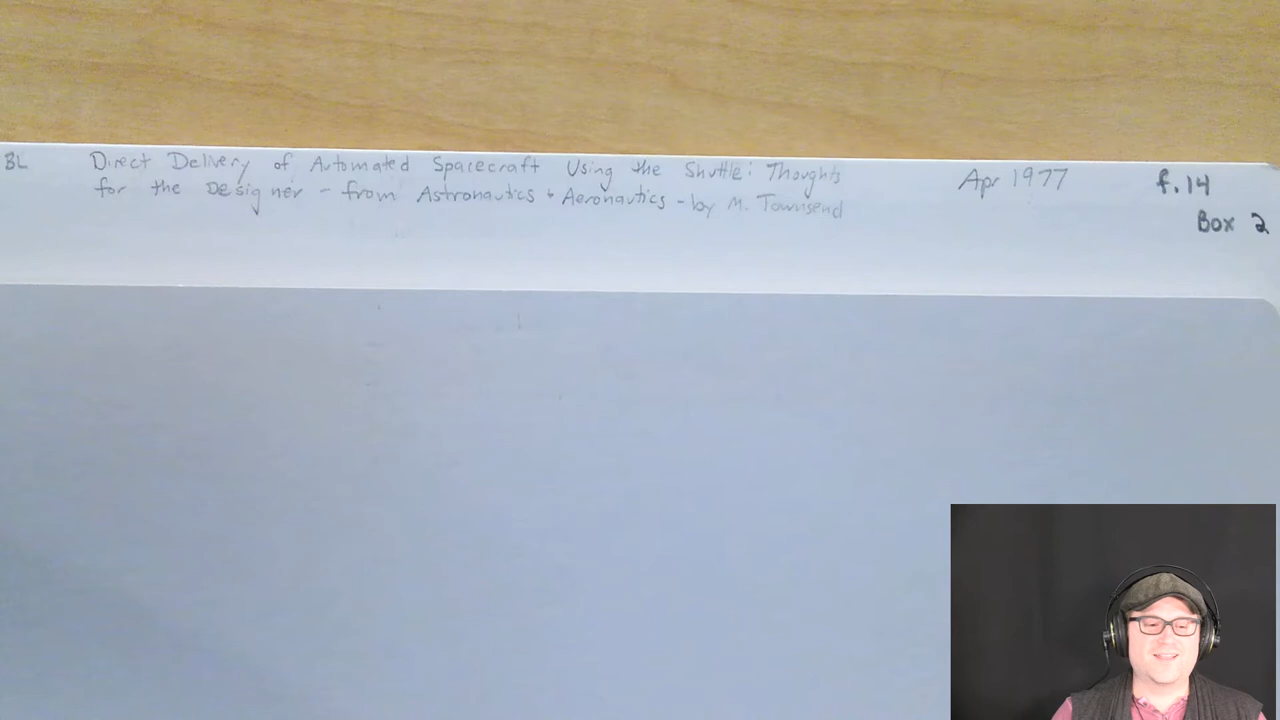 BL Direct Delivery of Automated Spacecraft Using the Shuttle: Thoughts Apr 1977 f.14
for the Designer - from Astronautics & Aeronautics - by M. Townsend
Box 2